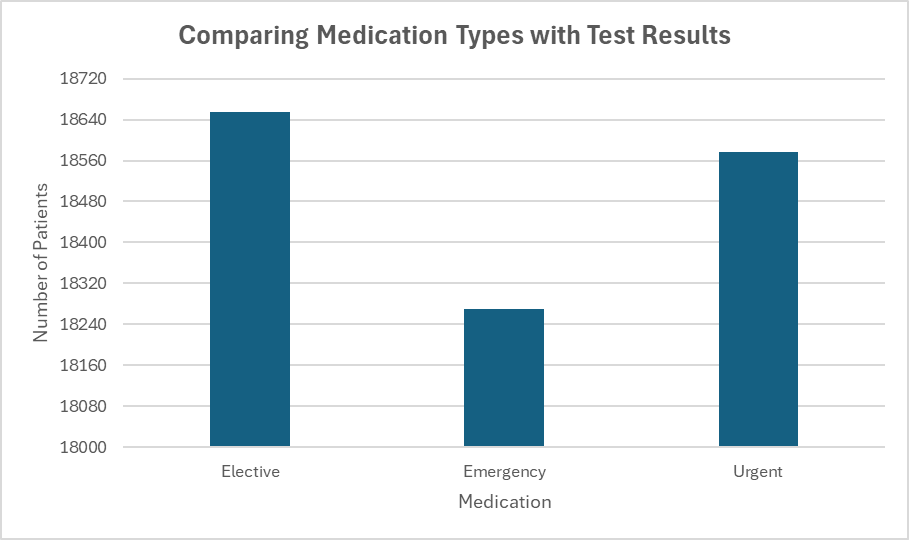 Comparing Medication Types with Test Results
18720
18640
18560
18480
18400
18320
18240
18160
18080
18000
Number of Patients
Elective
Emergency
Urgent
Medication